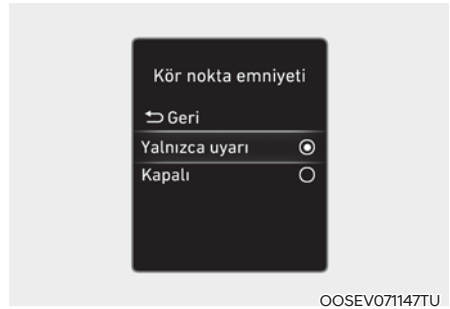 Kör nokta emniyeti
Geri
Yalnızca uyarı
Kapalı
OOSEV071147TU